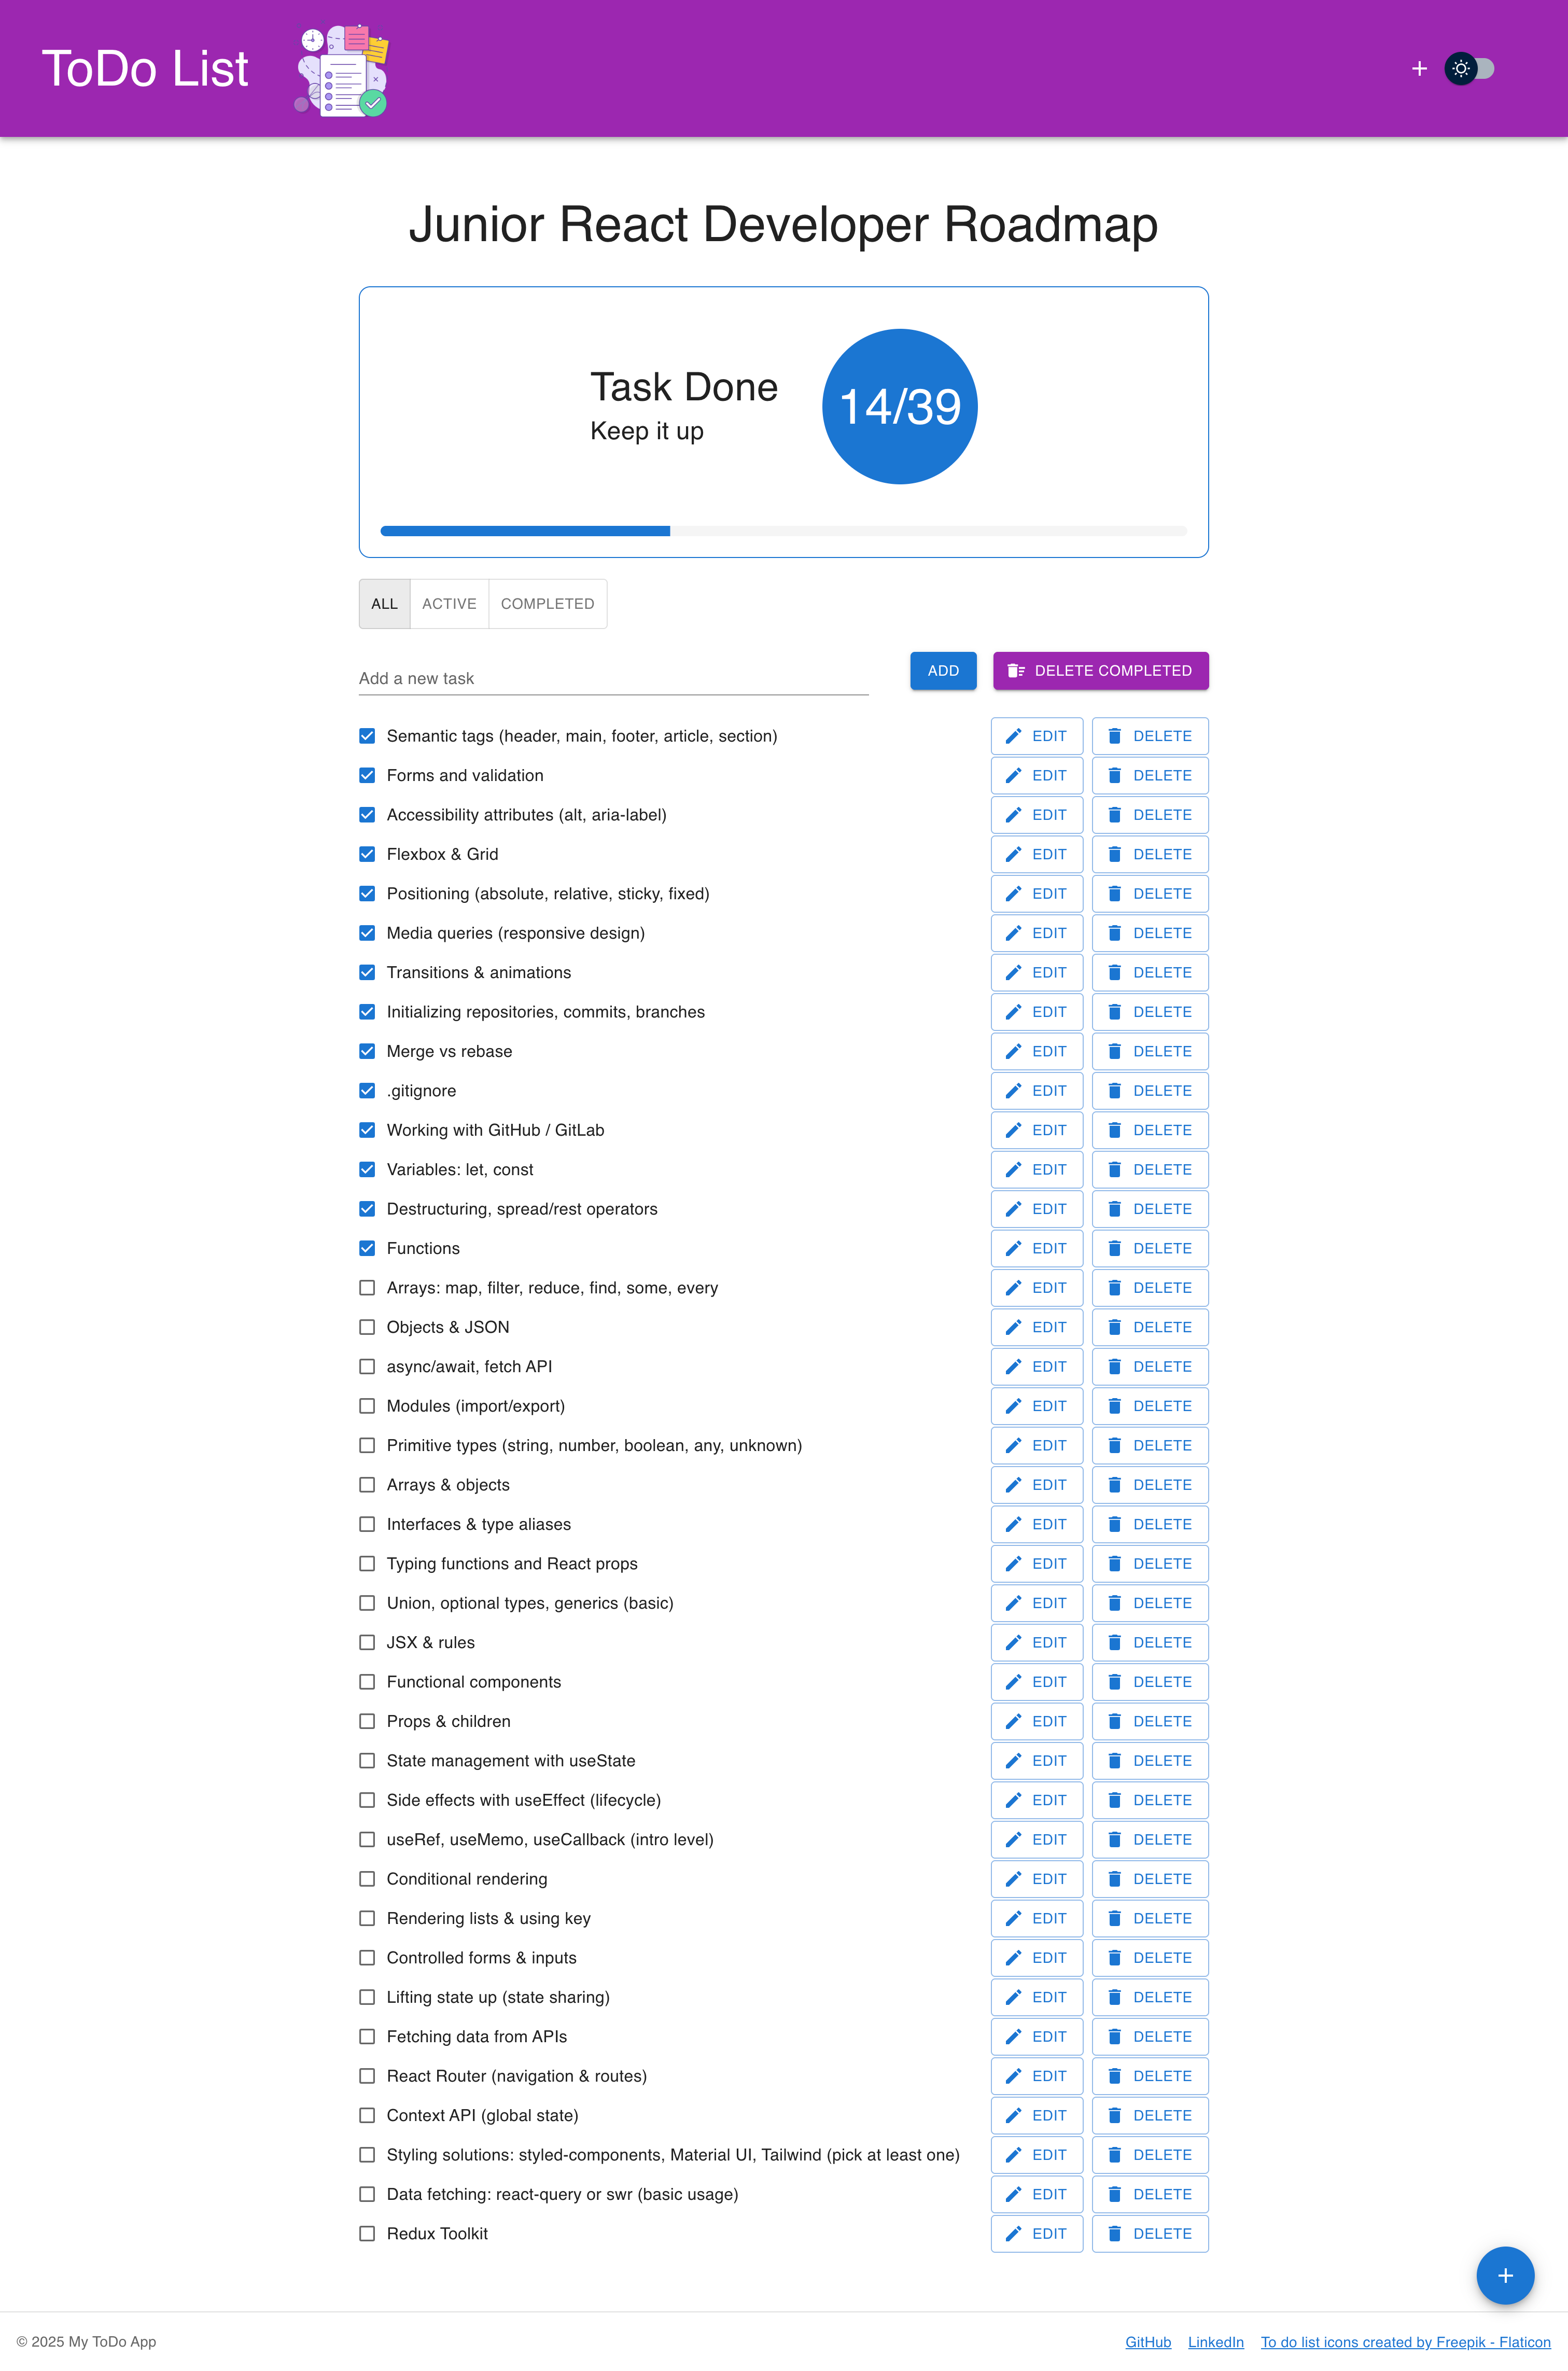 ToDo List
Junior React Developer Roadmap
Task Done
Keep it up
14/39
ALL ACTIVE COMPLETED
Add a new task ADD DELETE COMPLETED
Semantic tags (header, main, footer, article, section) EDIT DELETE
Forms and validation EDIT DELETE
Accessibility attributes (alt, aria-label) EDIT DELETE
Flexbox & Grid EDIT DELETE
Positioning (absolute, relative, sticky, fixed) EDIT DELETE
Media queries (responsive design) EDIT DELETE
Transitions & animations EDIT DELETE
Initializing repositories, commits, branches EDIT DELETE
Merge vs rebase EDIT DELETE
.gitignore EDIT DELETE
Working with GitHub / GitLab EDIT DELETE
Variables: let, const EDIT DELETE
Destructuring, spread/rest operators EDIT DELETE
Functions EDIT DELETE
Arrays: map, filter, reduce, find, some, every EDIT DELETE
Objects & JSON EDIT DELETE
async/await, fetch API EDIT DELETE
Modules (import/export) EDIT DELETE
Primitive types (string, number, boolean, any, unknown) EDIT DELETE
Arrays & objects EDIT DELETE
Interfaces & type aliases EDIT DELETE
Typing functions and React props EDIT DELETE
Union, optional types, generics (basic) EDIT DELETE
JSX & rules EDIT DELETE
Functional components EDIT DELETE
Props & children EDIT DELETE
State management with useState EDIT DELETE
Side effects with useEffect (lifecycle) EDIT DELETE
useRef, useMemo, useCallback (intro level) EDIT DELETE
Conditional rendering EDIT DELETE
Rendering lists & using key EDIT DELETE
Controlled forms & inputs EDIT DELETE
Lifting state up (state sharing) EDIT DELETE
Fetching data from APIs EDIT DELETE
React Router (navigation & routes) EDIT DELETE
Context API (global state) EDIT DELETE
Styling solutions: styled-components, Material UI, Tailwind (pick at least one) EDIT DELETE
Data fetching: react-query or swr (basic usage) EDIT DELETE
Redux Toolkit EDIT DELETE
© 2025 My ToDo App GitHub LinkedIn To do list icons created by Freepik - Flaticon